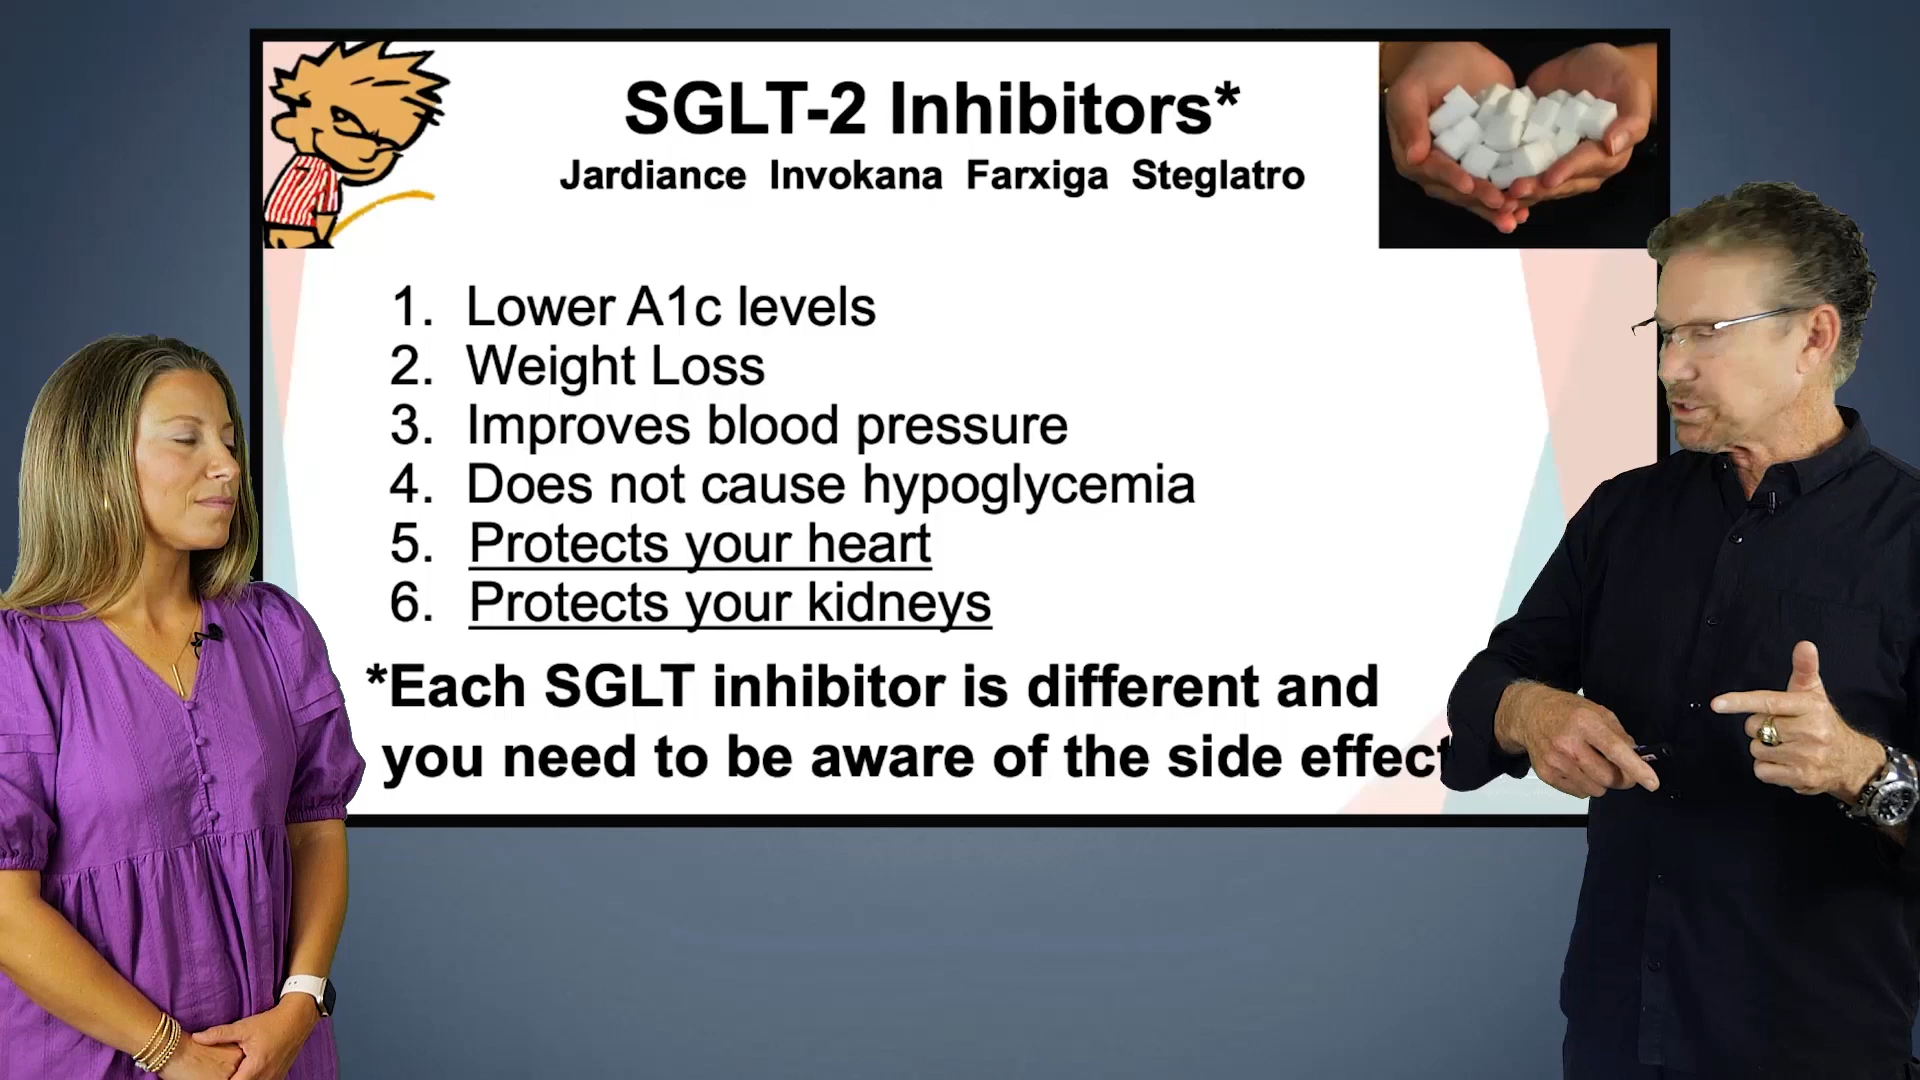 SGLT-2 Inhibitors*
Jardiance Invokana Farxiga Steglatro
1. Lower A1c levels
2. Weight Loss
3. Improves blood pressure
4. Does not cause hypoglycemia
5. Protects your heart
6. Protects your kidneys
*Each SGLT inhibitor is different and
you need to be aware of the side effect